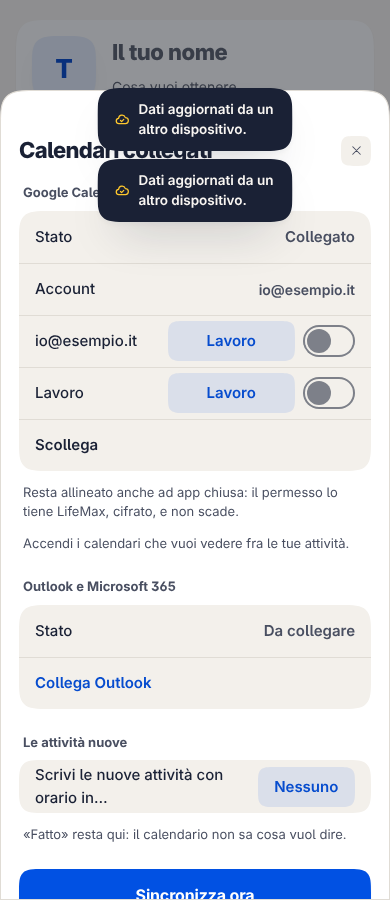 T
Il tuo nome
Cosa vuoi ottenere
Dati aggiornati da un
altro dispositivo.
Calendari collegati
Dati aggiornati da un
altro dispositivo.
Google Cale
Stato Collegato
Account io@esempio.it
io@esempio.it Lavoro
Lavoro Lavoro
Scollega
Resta allineato anche ad app chiusa: il permesso lo
tiene LifeMax, cifrato, e non scade.
Accendi i calendari che vuoi vedere fra le tue attività.
Outlook e Microsoft 365
Stato Da collegare
Collega Outlook
Le attività nuove
Scrivi le nuove attività con
orario in... Nessuno
«Fatto» resta qui: il calendario non sa cosa vuol dire.
Sincronizza ora